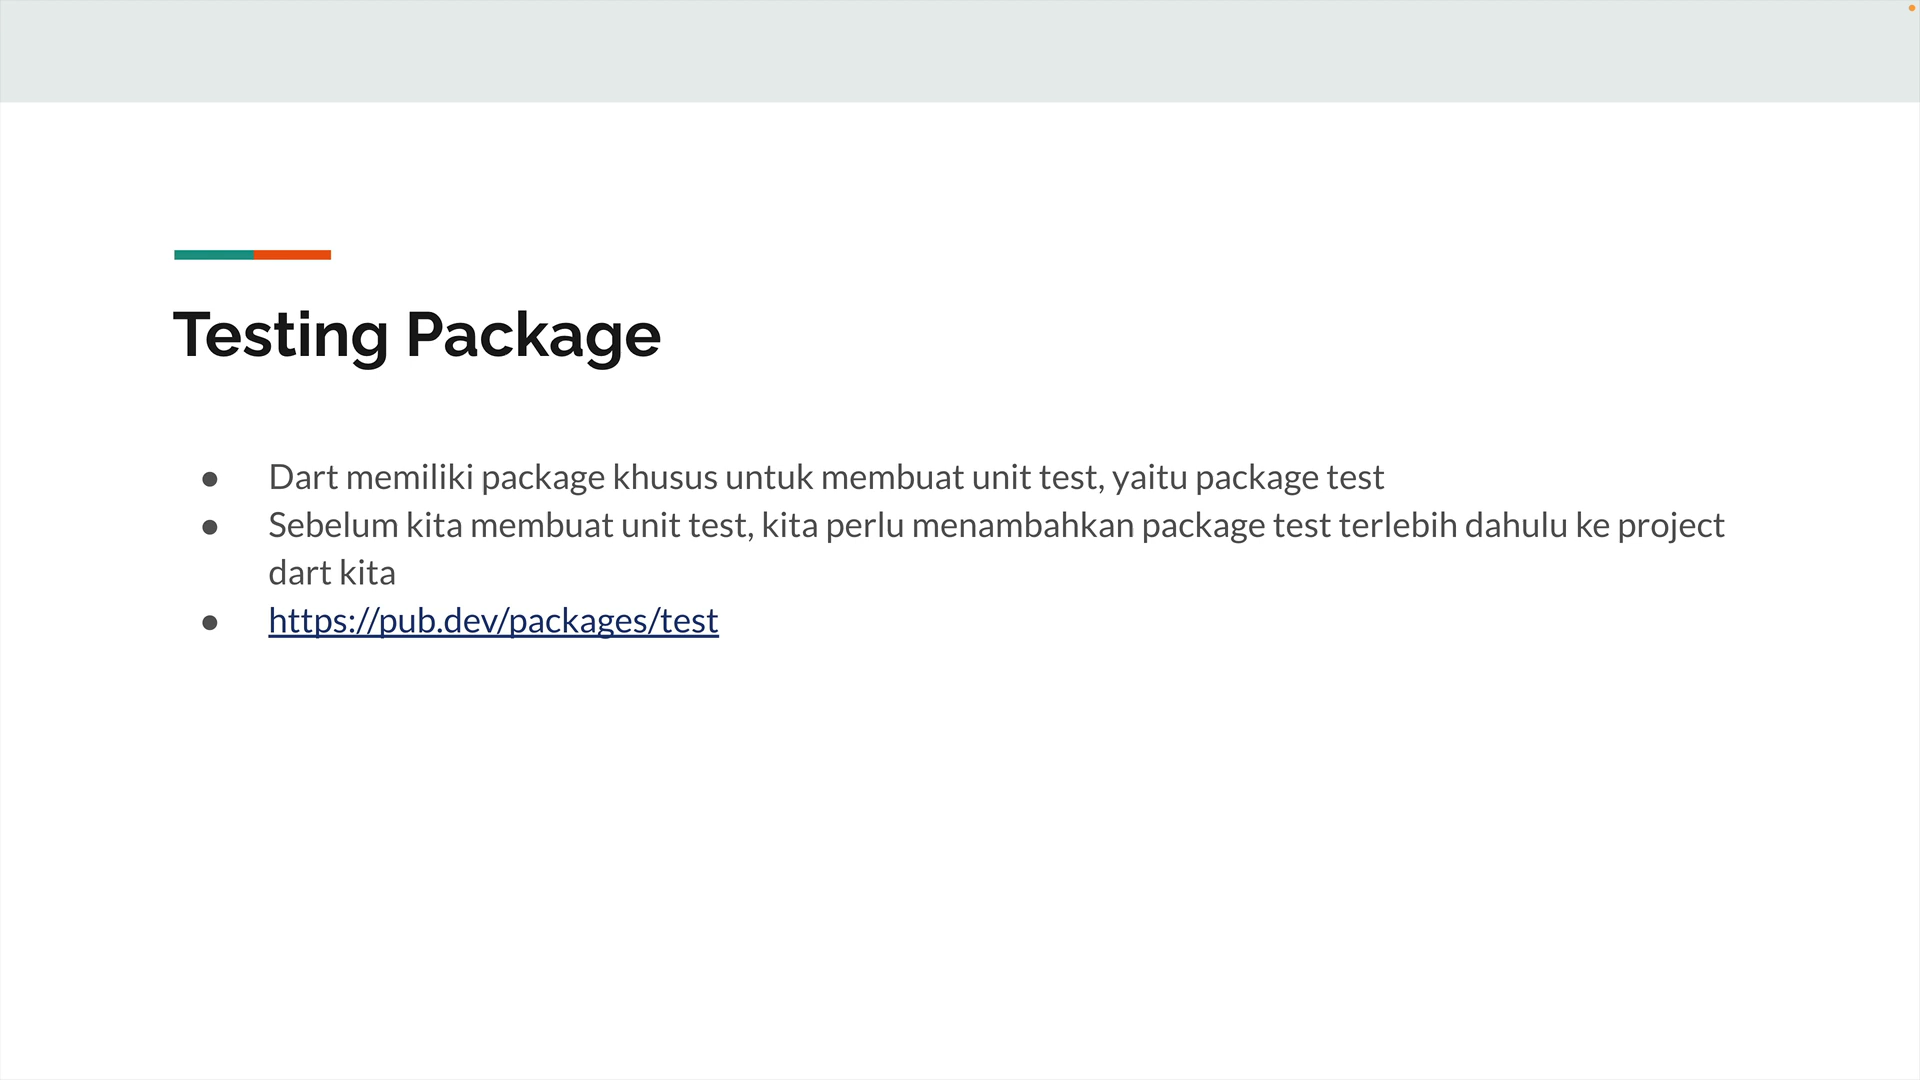 Testing Package
● Dart memiliki package khusus untuk membuat unit test, yaitu package test
● Sebelum kita membuat unit test, kita perlu menambahkan package test terlebih dahulu ke project
dart kita
● https://pub.dev/packages/test